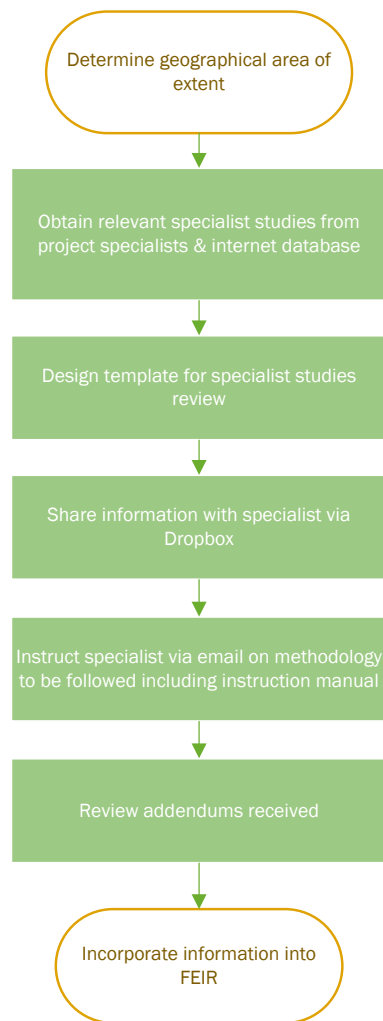 Determine geographical area of
extent
Obtain relevant specialist studies from
project specialists & internet database
Design template for specialist studies
review
Share information with specialist via
Dropbox
Instruct specialist via email on methodology
to be followed including instruction manual
Review addendums received
Incorporate information into
FEIR